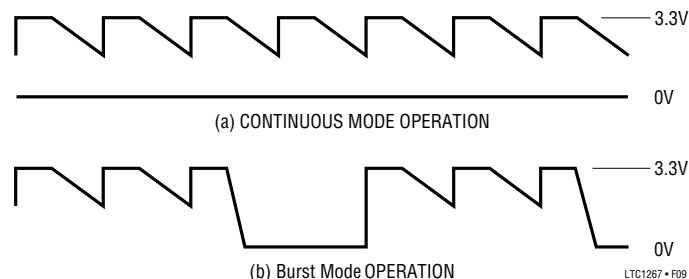 3.3V
0V
(a) CONTINUOUS MODE OPERATION
3.3V
0V
(b) Burst Mode OPERATION
LTC1267 • F09